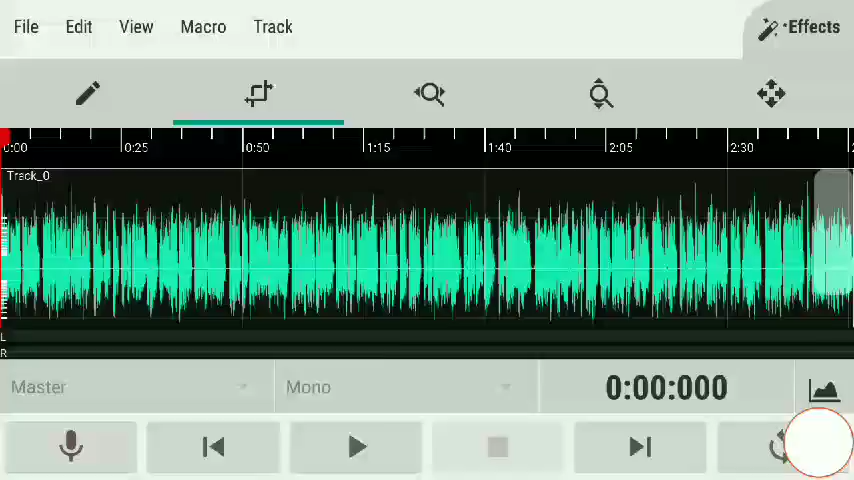 File Edit View Macro Track Effects
0:00 0:25 0:50 1:15 1:40 2:05 2:30
Track_0
L
R
Master Mono 0:00:000